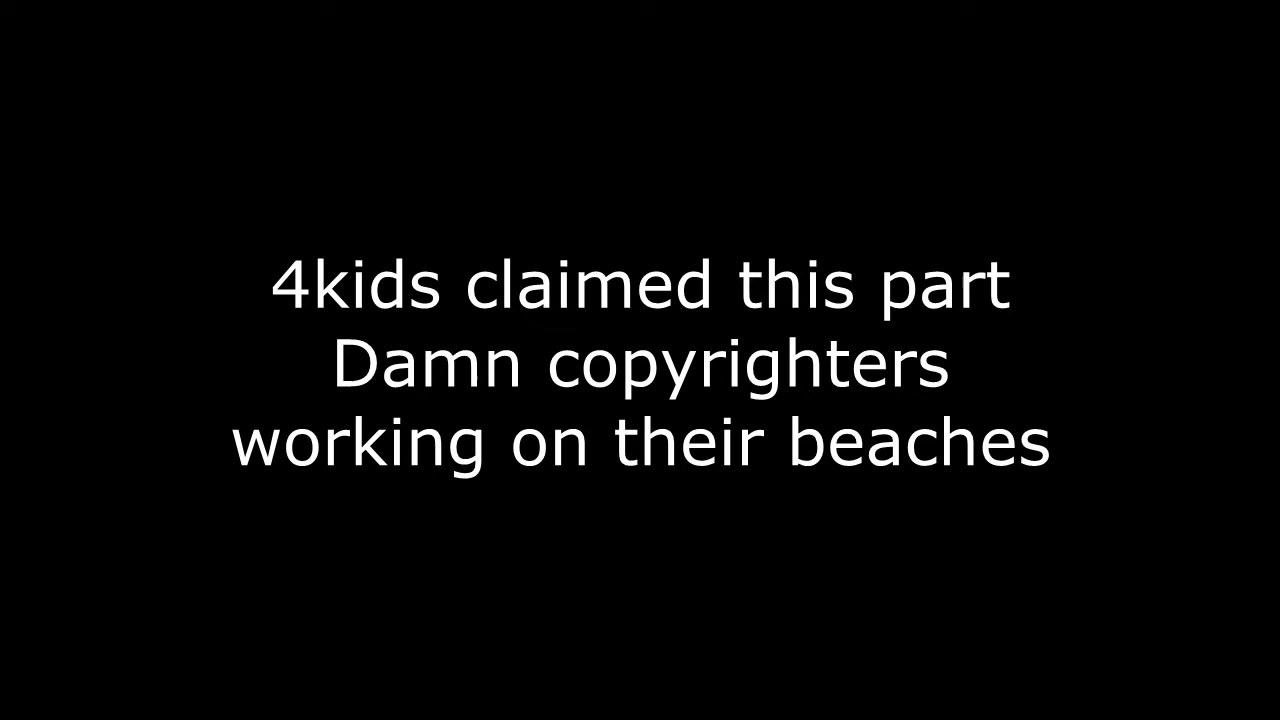 4kids claimed this part
Damn copyrighters
working on their beaches